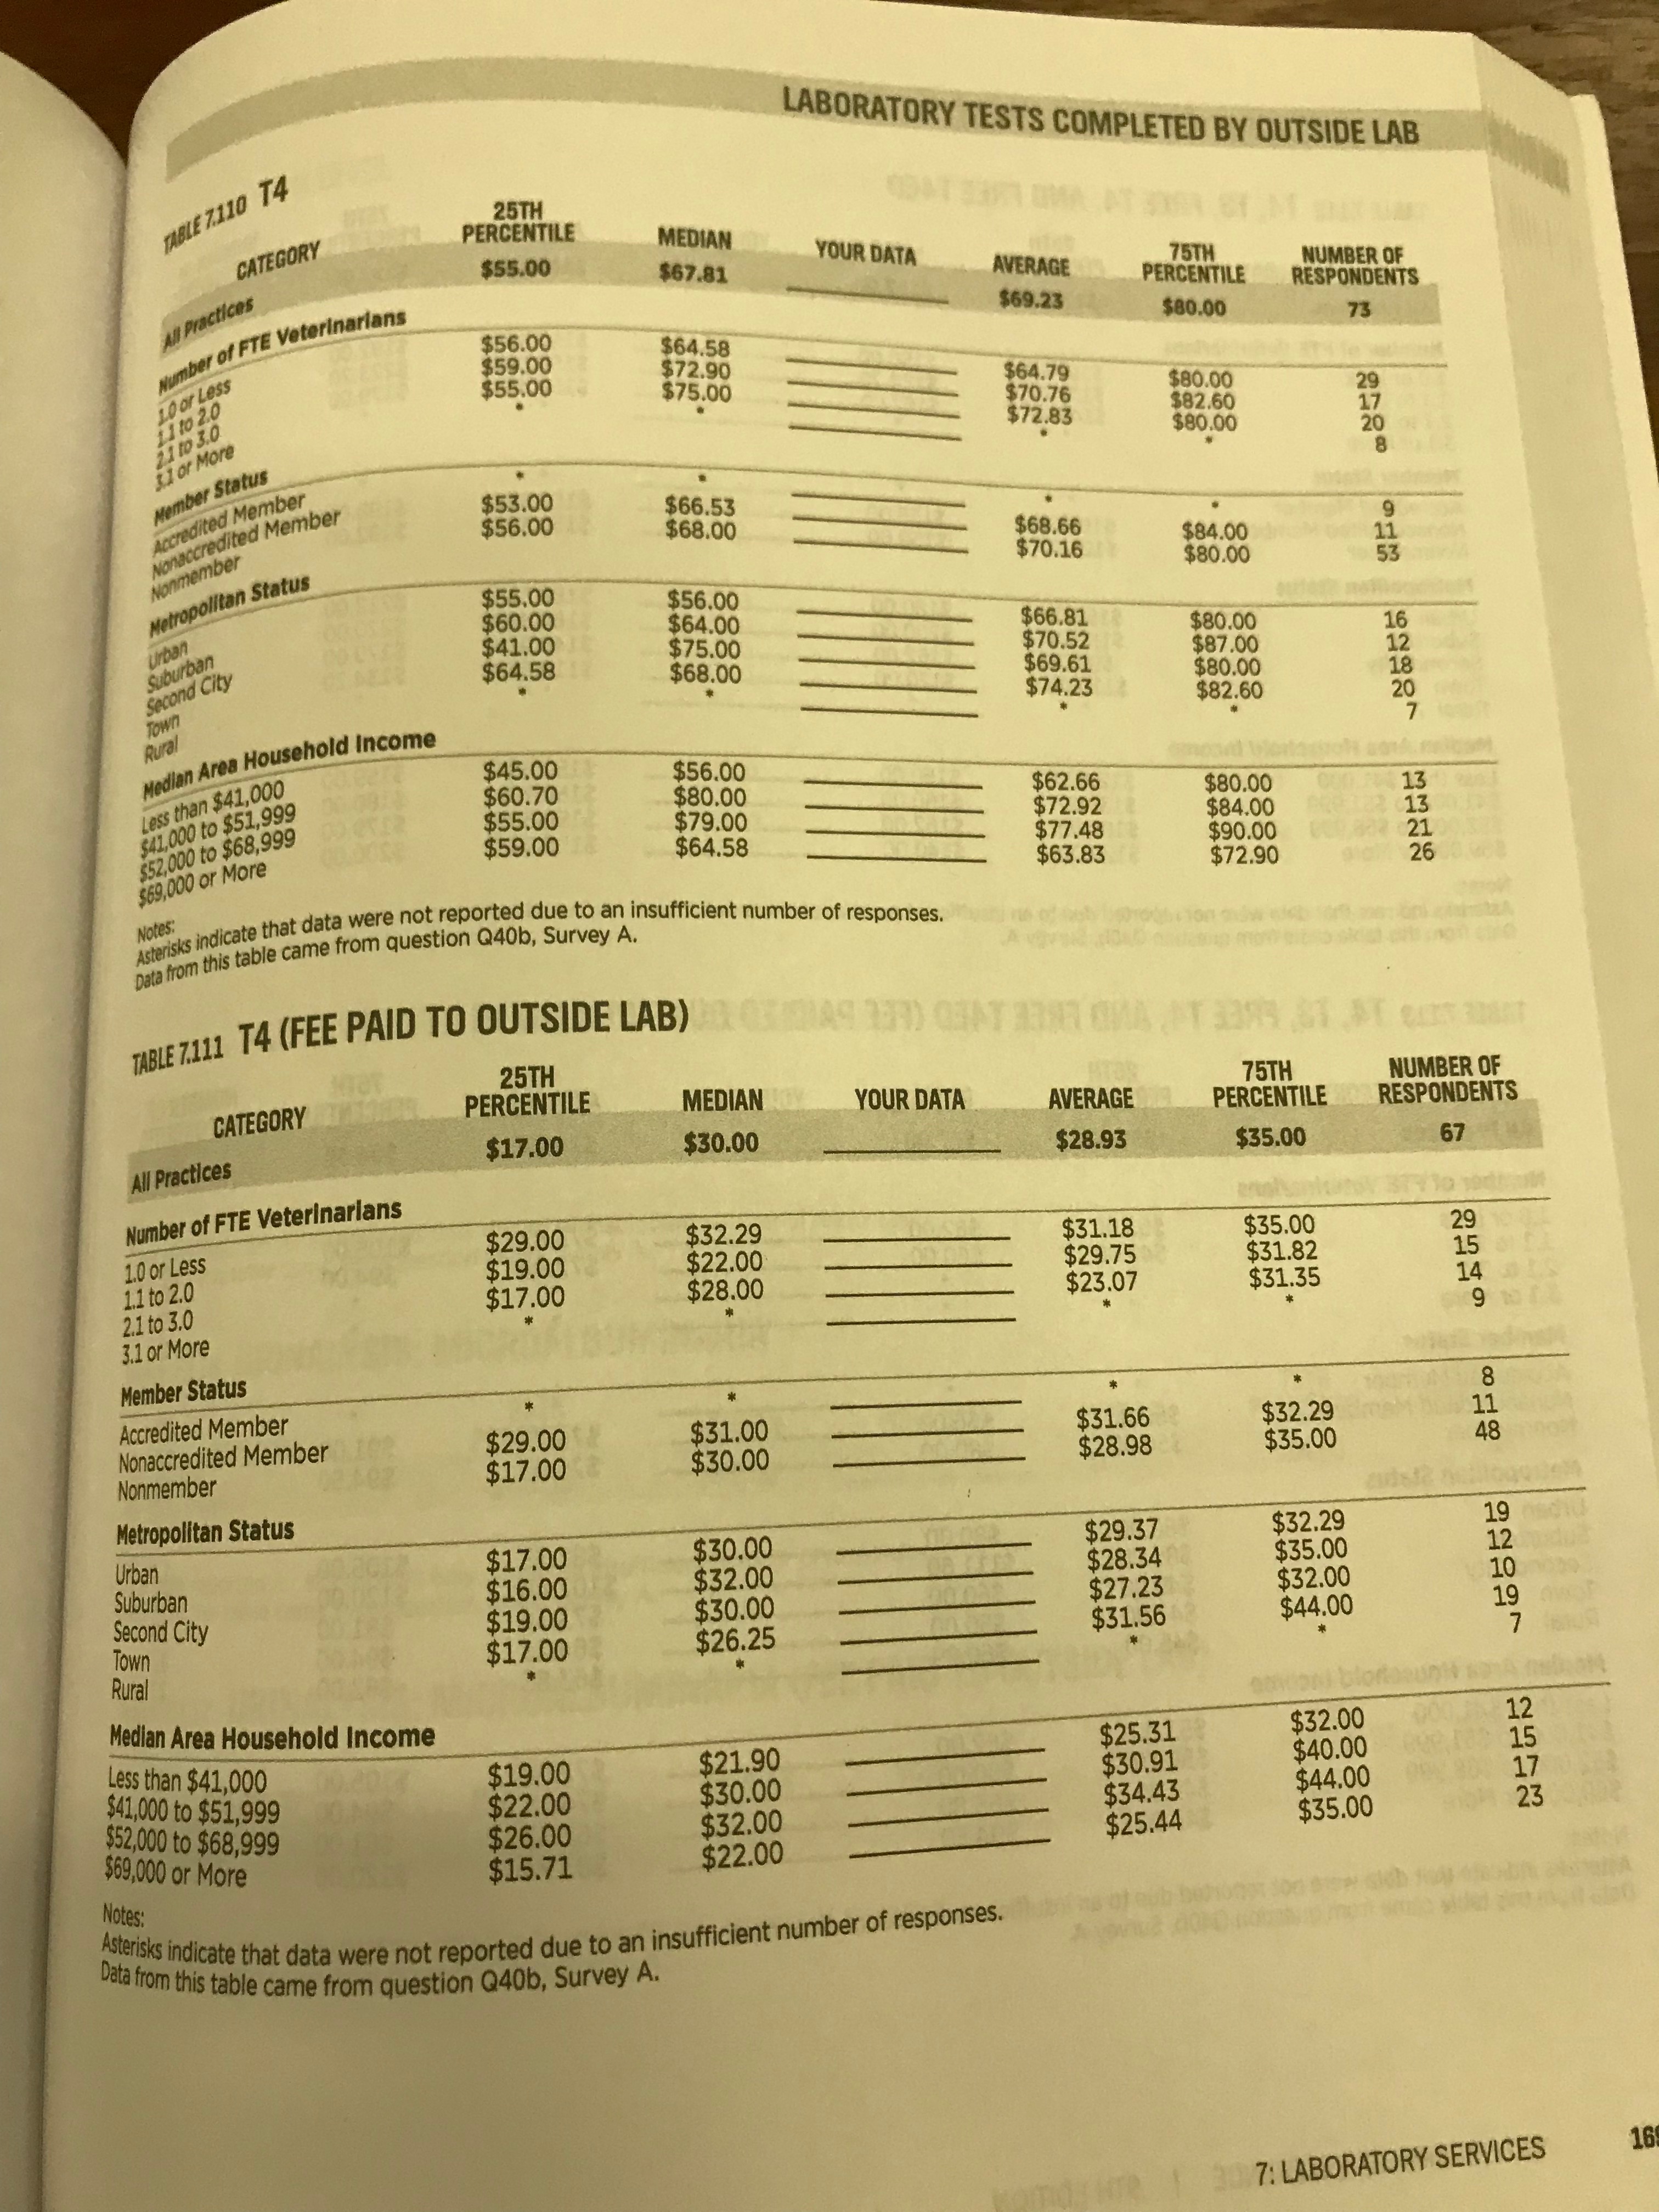 LABORATORY TESTS COMPLETED BY OUTSIDE LAB
TABLE 7.110 T4
CATEGORY 25TH PERCENTILE MEDIAN YOUR DATA AVERAGE 75TH PERCENTILE NUMBER OF RESPONDENTS
All Practices $55.00 $67.81 $69.23 $80.00 73
Number of FTE Veterinarians
1.0 or Less $56.00 $64.58 $64.79 $80.00 29
1.1 to 2.0 $59.00 $72.90 $70.76 $82.60 17
2.1 to 3.0 $55.00 $75.00 $72.83 $80.00 20
3.1 or More * * * * 8
Member Status
Accredited Member * * * * 9
Nonaccredited Member $53.00 $66.53 $68.66 $84.00 11
Nonmember $56.00 $68.00 $70.16 $80.00 53
Metropolitan Status
Urban $55.00 $56.00 $66.81 $80.00 16
Suburban $60.00 $64.00 $70.52 $87.00 12
Second City $41.00 $75.00 $69.61 $80.00 18
Town $64.58 $68.00 $74.23 $82.60 20
Rural * * * * 7
Median Area Household Income
Less than $41,000 $45.00 $56.00 $62.66 $80.00 13
$41,000 to $51,999 $60.70 $80.00 $72.92 $84.00 13
$52,000 to $68,999 $55.00 $79.00 $77.48 $90.00 21
$69,000 or More $59.00 $64.58 $63.83 $72.90 26
Notes:
Asterisks indicate that data were not reported due to an insufficient number of responses.
Data from this table came from question Q40b, Survey A.
TABLE 7.111 T4 (FEE PAID TO OUTSIDE LAB)
CATEGORY 25TH PERCENTILE MEDIAN YOUR DATA AVERAGE 75TH PERCENTILE NUMBER OF RESPONDENTS
All Practices $17.00 $30.00 $28.93 $35.00 67
Number of FTE Veterinarians
1.0 or Less $29.00 $32.29 $31.18 $35.00 29
1.1 to 2.0 $19.00 $22.00 $29.75 $31.82 15
2.1 to 3.0 $17.00 $28.00 $23.07 $31.35 14
3.1 or More * * * * 9
Member Status
Accredited Member * * * * 8
Nonaccredited Member $29.00 $31.00 $31.66 $32.29 11
Nonmember $17.00 $30.00 $28.98 $35.00 48
Metropolitan Status
Urban $17.00 $30.00 $29.37 $32.29 19
Suburban $16.00 $32.00 $28.34 $35.00 12
Second City $19.00 $30.00 $27.23 $32.00 10
Town $17.00 $26.25 $31.56 $44.00 19
Rural * * * * 7
Median Area Household Income
Less than $41,000 $19.00 $21.90 $25.31 $32.00 12
$41,000 to $51,999 $22.00 $30.00 $30.91 $40.00 15
$52,000 to $68,999 $26.00 $32.00 $34.43 $44.00 17
$69,000 or More $15.71 $22.00 $25.44 $35.00 23
Notes:
Asterisks indicate that data were not reported due to an insufficient number of responses.
Data from this table came from question Q40b, Survey A.
7: LABORATORY SERVICES